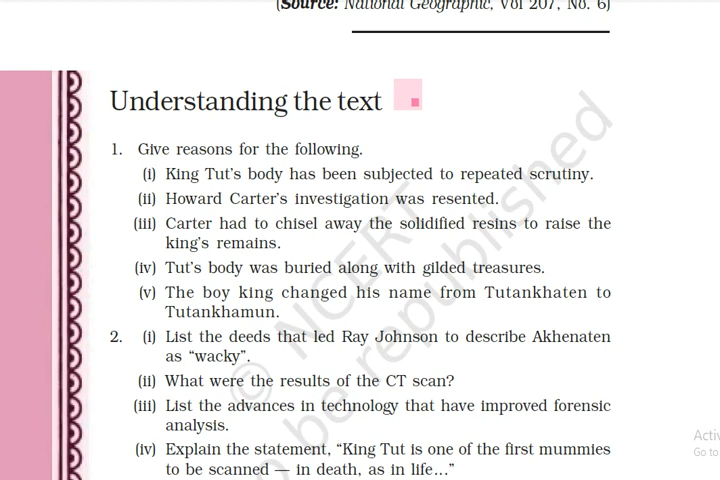 (Source: National Geographic, Vol 207, No. 6)
Understanding the text
1. Give reasons for the following.
(i) King Tut's body has been subjected to repeated scrutiny.
(ii) Howard Carter's investigation was resented.
(iii) Carter had to chisel away the solidified resins to raise the
king's remains.
(iv) Tut's body was buried along with gilded treasures.
(v) The boy king changed his name from Tutankhaten to
Tutankhamun.
2. (i) List the deeds that led Ray Johnson to describe Akhenaten
as “wacky”.
(ii) What were the results of the CT scan?
(iii) List the advances in technology that have improved forensic
analysis.
(iv) Explain the statement, “King Tut is one of the first mummies
to be scanned — in death, as in life...”
© NCERT
be republished
Go to